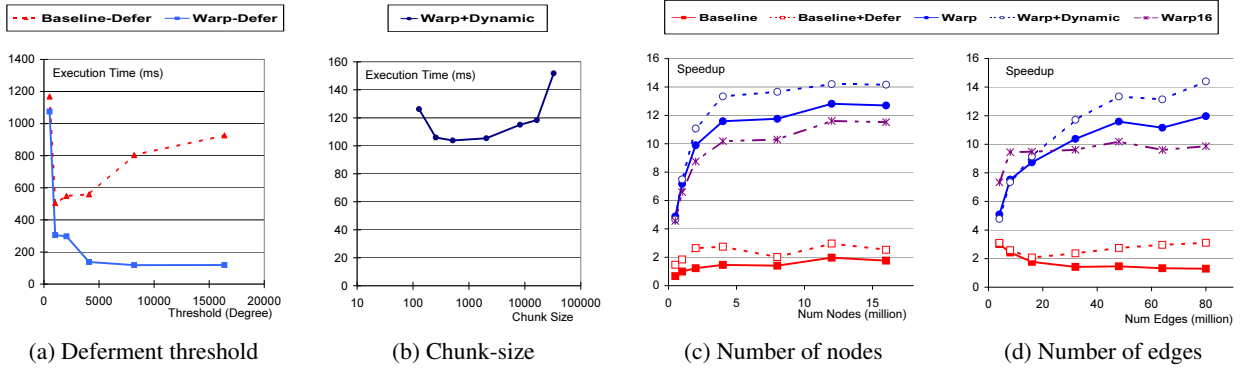 Baseline-Defer Warp-Defer
Execution Time (ms)
1400
1200
1000
800
600
400
200
0
0 5000 10000 15000 20000
Threshold (Degree)
(a) Deferment threshold
Warp+Dynamic
Execution Time (ms)
160
140
120
100
80
60
40
20
0
10 100 1000 10000 100000
Chunk Size
(b) Chunk-size
Baseline Baseline+Defer Warp Warp+Dynamic Warp16
Speedup
16
14
12
10
8
6
4
2
0
0 5 10 15
Num Nodes (million)
(c) Number of nodes
Speedup
16
14
12
10
8
6
4
2
0
0 20 40 60 80
Num Edges (million)
(d) Number of edges